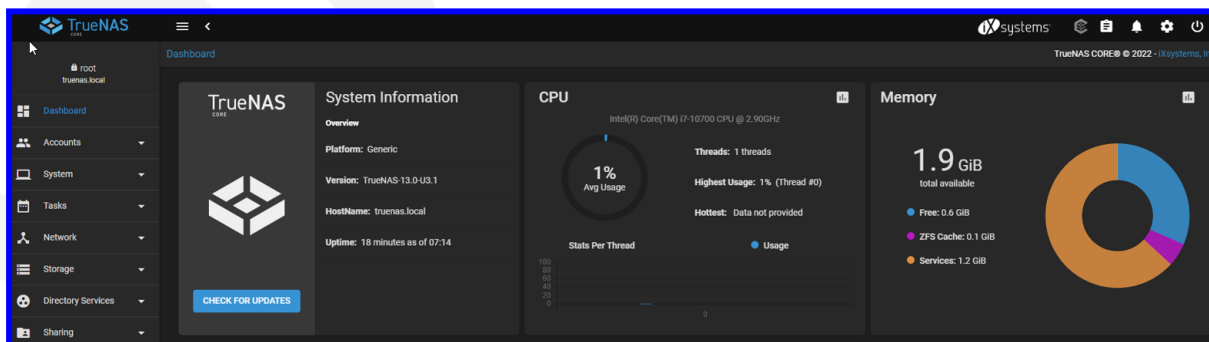 TrueNAS
CORE
iXsystems
root
truenas.local
Dashboard
TrueNAS CORE® © 2022 - iXsystems, In
Dashboard
Accounts
System
Tasks
Network
Storage
Directory Services
Sharing
TrueNAS
CORE
CHECK FOR UPDATES
System Information
Overview
Platform: Generic
Version: TrueNAS-13.0-U3.1
HostName: truenas.local
Uptime: 18 minutes as of 07:14
CPU
Intel(R) Core(TM) i7-10700 CPU @ 2.90GHz
1%
Avg Usage
Threads: 1 threads
Highest Usage: 1% (Thread #0)
Hottest: Data not provided
Stats Per Thread
Usage
100
80
60
40
20
0
0
Memory
1.9 GiB
total available
Free: 0.6 GiB
ZFS Cache: 0.1 GiB
Services: 1.2 GiB